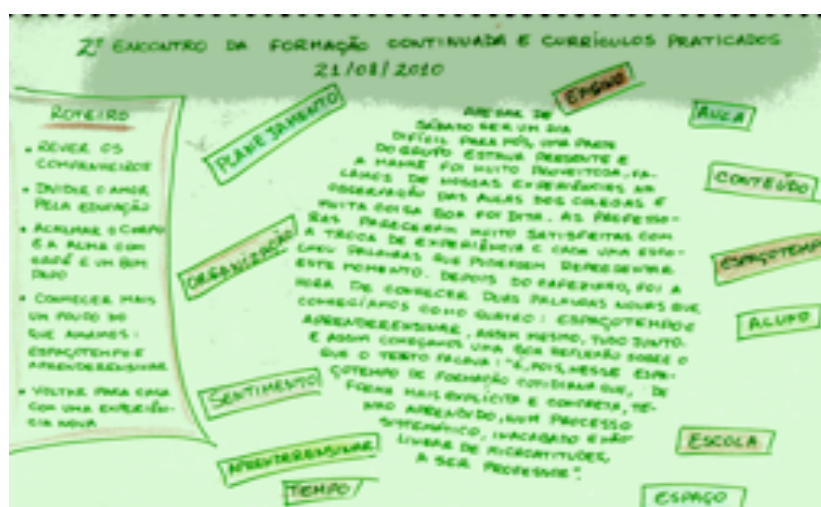 2º ENCONTRO DA FORMAÇÃO CONTINUADA E CURRÍCULOS PRATICADOS
21/08/2010
ROTEIRO
• REVER OS
COMPANHEIROS
• DIVIDIR O AMOR
PELA EDUCAÇÃO
• ACALMAR O CORPO
E A ALMA COM
CAFÉ E UM BOM
PAPO
• CONHECER MAIS
UM POUCO DO
QUE AMAMOS:
ESPAÇOTEMPO E
APRENDERENSINAR
• VOLTAR PARA CASA
COM UMA EXPERIÊN-
CIA NOVA
PLANEJAMENTO
ORGANIZAÇÃO
SENTIMENTO
APRENDERENSINAR
TEMPO
APESAR DE
SÁBADO SER UM DIA
DIFÍCIL PARA NÓS, UMA PARTE
DO GRUPO ESTAVA PRESENTE E
A MANHÃ FOI MUITO PROVEITOSA. FA-
LAMOS DE NOSSAS EXPERIÊNCIAS NA
OBSERVAÇÃO DAS AULAS DOS COLEGAS E
MUITA COISA BOA FOI DITA. AS PROFESSO-
RAS PARECERAM MUITO SATISFEITAS COM
A TROCA DE EXPERIÊNCIA E CADA UMA ESCO-
LHEU PALAVRAS QUE PUDESSEM REPRESENTAR
ESTE MOMENTO. DEPOIS DO CAFEZINHO, FOI A
HORA DE CONHECER DUAS PALAVRAS NOVAS QUE
CONHECÍAMOS COMO QUATRO: ESPAÇOTEMPO E
APRENDERENSINAR, ASSIM MESMO, TUDO JUNTO.
E ASSIM COMEÇAMOS UMA BOA REFLEXÃO SOBRE O
QUE O TEXTO FALAVA: "É, POIS, NESSE ESPA-
ÇOTEMPO DE FORMAÇÃO COTIDIANA QUE, DE
FORMA MAIS EXPLÍCITA E CONCRETA, TE-
MOS APRENDIDO, NUM PROCESSO
SISTEMÁTICO, INACABADO E NÃO
LINEAR DE MICROATITUDES,
A SER PROFESSOR".
ENSINO
AULA
CONTEÚDO
ESPAÇOTEMPO
ALUNO
ESCOLA
ESPAÇO